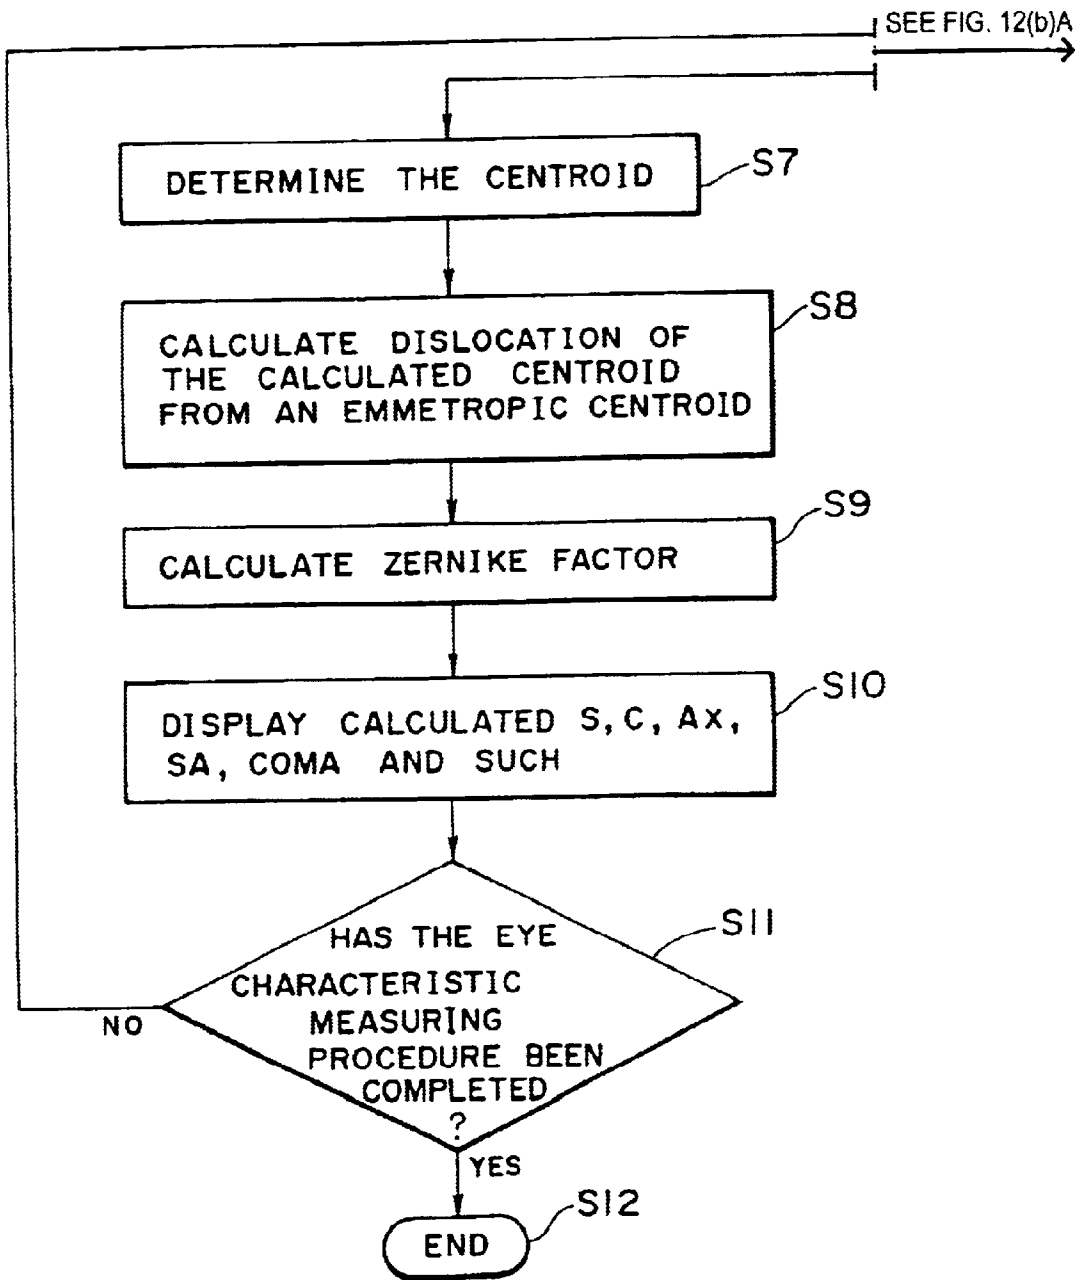 SEE FIG. 12(b)A
DETERMINE THE CENTROID
S7
CALCULATE DISLOCATION OF
THE CALCULATED CENTROID
FROM AN EMMETROPIC CENTROID
S8
CALCULATE ZERNIKE FACTOR
S9
DISPLAY CALCULATED S, C, AX,
SA, COMA AND SUCH
S10
HAS THE EYE
CHARACTERISTIC
MEASURING
PROCEDURE BEEN
COMPLETED
?
S11
NO
YES
END
S12